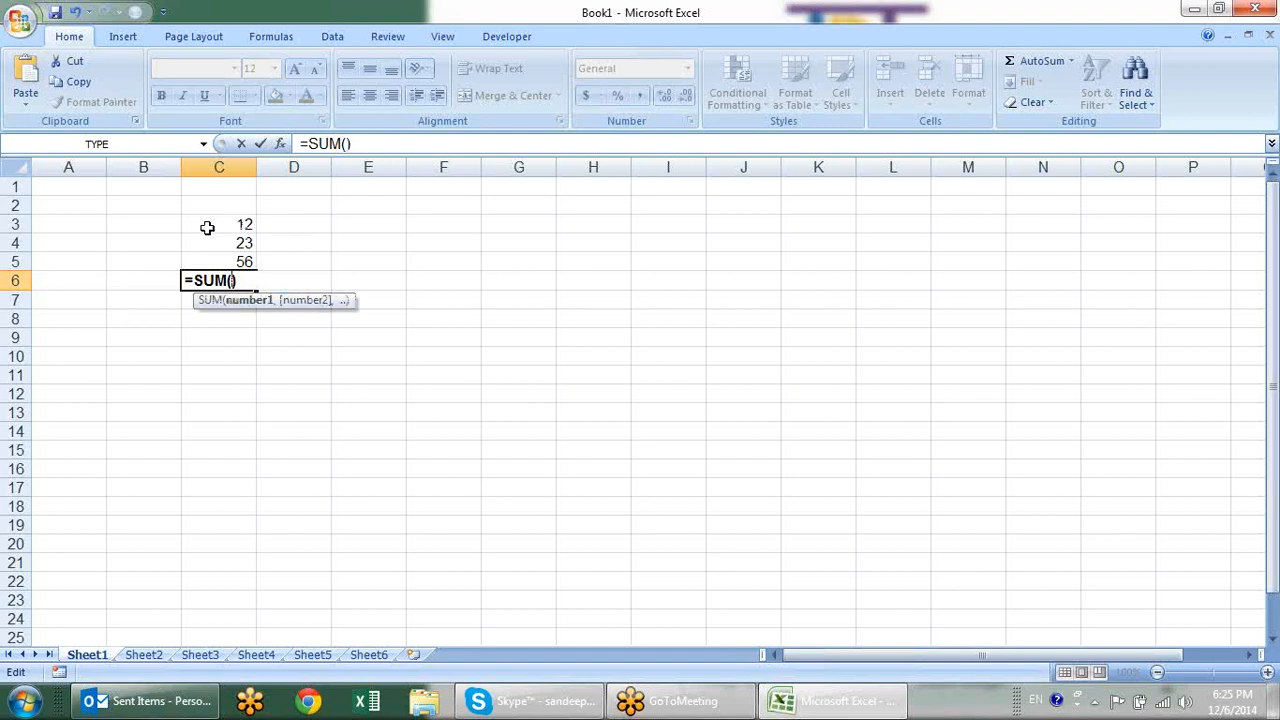 Book1 - Microsoft Excel
Home Insert Page Layout Formulas Data Review View Developer
Paste Cut Copy Format Painter Clipboard
12 B I U Font
Wrap Text Merge & Center Alignment
General $ % , Number
Conditional Formatting Format as Table Cell Styles Styles
Insert Delete Format Cells
AutoSum Fill Clear Sort & Filter Find & Select Editing
TYPE =SUM()
A B C D E F G H I J K L M N O P
1
2
3 12
4 23
5 56
6 =SUM()
7 SUM(number1, [number2], ...)
8
9
10
11
12
13
14
15
16
17
18
19
20
21
22
23
24
25
Sheet1 Sheet2 Sheet3 Sheet4 Sheet5 Sheet6
Edit 100%
Sent Items - Perso... Skype™ - sandeep... GoToMeeting Microsoft Excel - ... EN 6:25 PM
12/6/2014